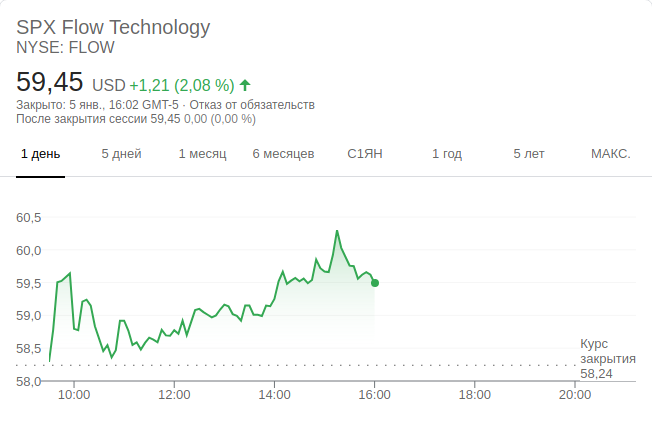 SPX Flow Technology
NYSE: FLOW
59,45 USD +1,21 (2,08 %)
Закрыто: 5 янв., 16:02 GMT-5 · Отказ от обязательств
После закрытия сессии 59,45 0,00 (0,00 %)
1 день 5 дней 1 месяц 6 месяцев С1ЯН 1 год 5 лет МАКС.
60,5
60,0
59,5
59,0
58,5
Курс
закрытия
58,24
58,0
10:00 12:00 14:00 16:00 18:00 20:00